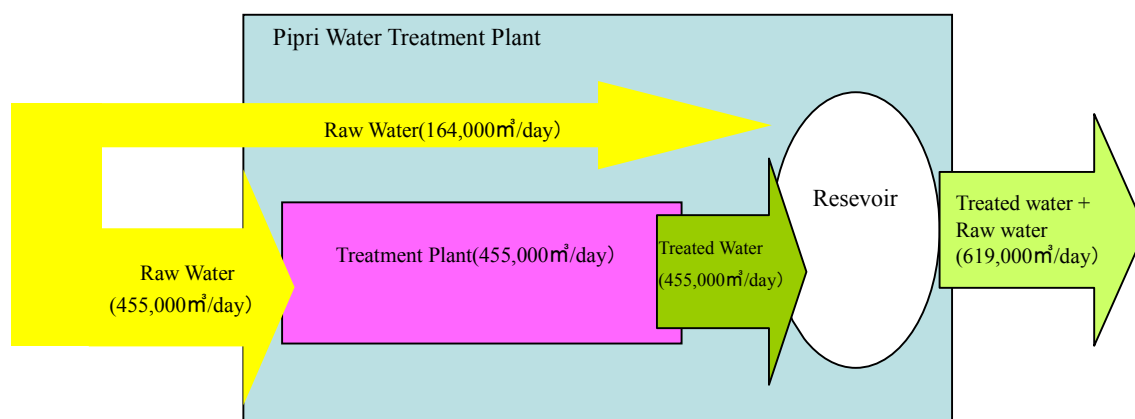 Pipri Water Treatment Plant
Raw Water(164,000㎥/day）
Resevoir
Treated water +
Raw water
(619,000㎥/day）
Treatment Plant(455,000㎥/day）
Treated Water
(455,000㎥/day）
Raw Water
(455,000㎥/day）